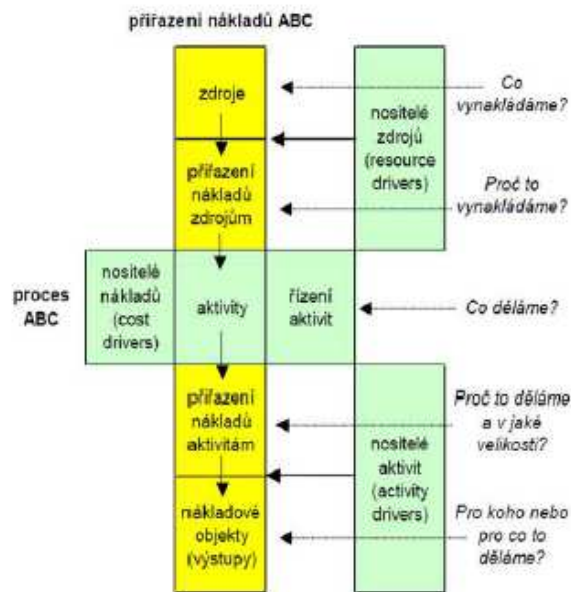 přiřazení nákladů ABC
zdroje
Co
vynakládáme?
nositelé
zdrojů
(resource
drivers)
přiřazení
nákladů
zdrojům
Proč to
vynakládáme?
proces
ABC
nositelé
nákladů
(cost
drivers)
aktivity
řízení
aktivit
Co děláme?
přiřazení
nákladů
aktivitám
Proč to děláme
a v jaké
velikosti?
nositelé
aktivit
(activity
drivers)
nákladové
objekty
(výstupy)
Pro koho nebo
pro co to
děláme?